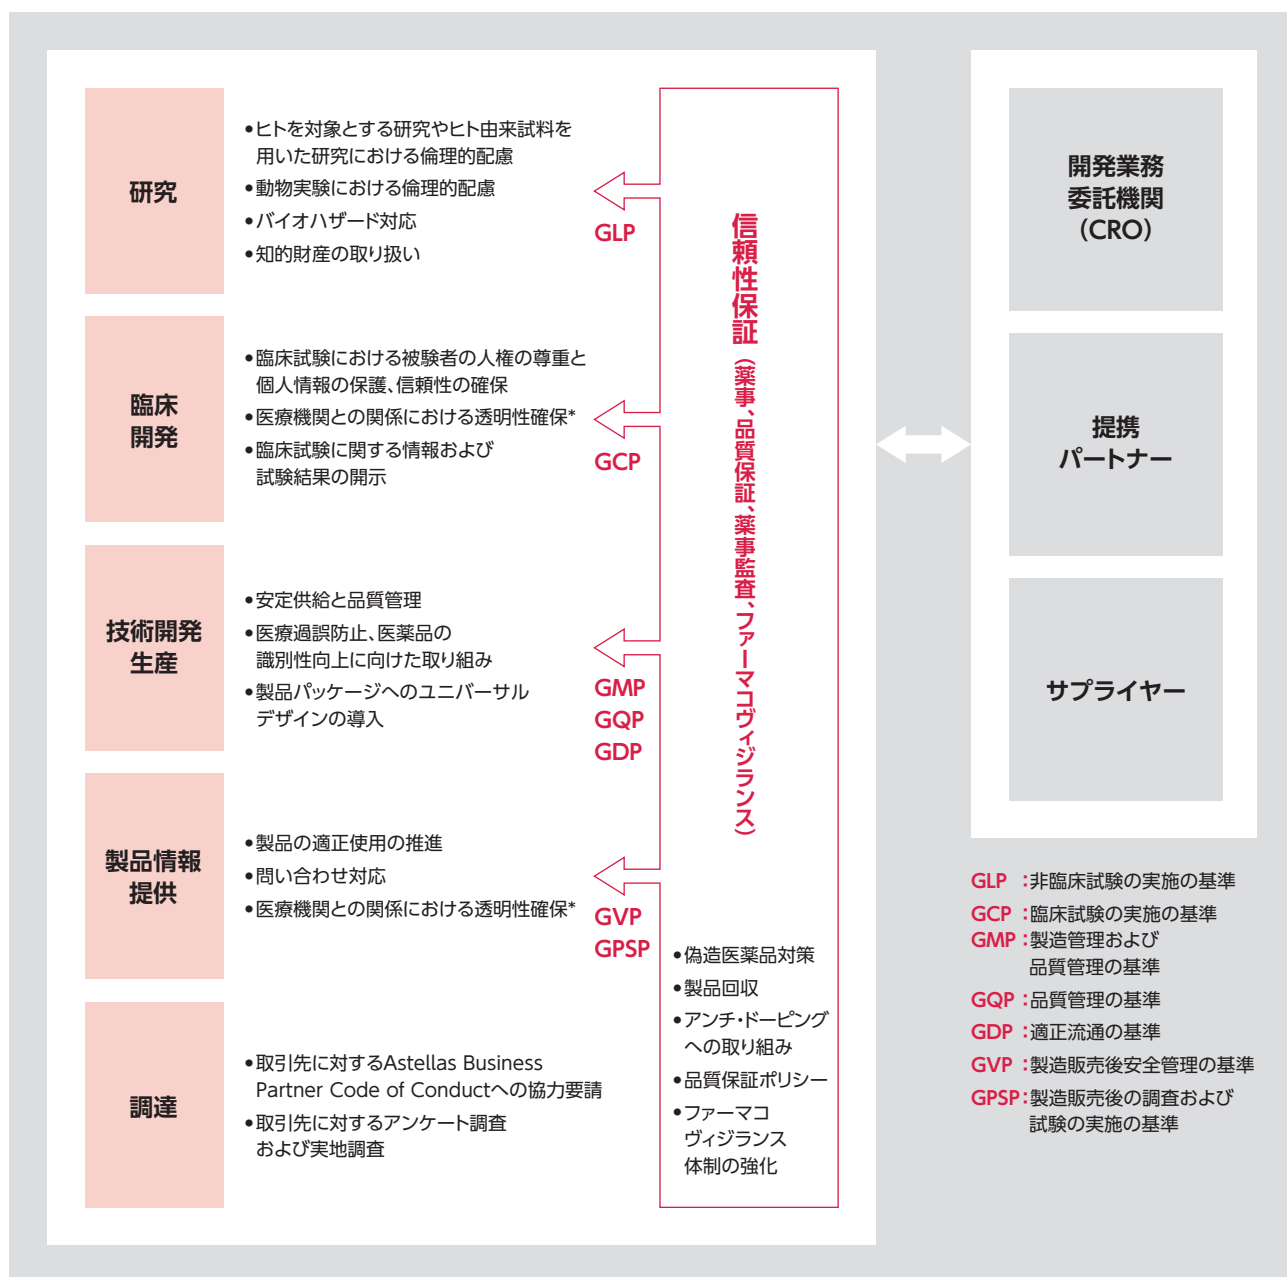 研究
•ヒトを対象とする研究やヒト由来試料を
用いた研究における倫理的配慮
•動物実験における倫理的配慮
•バイオハザード対応
•知的財産の取り扱い
GLP
臨床
開発
•臨床試験における被験者の人権の尊重と
個人情報の保護、信頼性の確保
•医療機関との関係における透明性確保*
•臨床試験に関する情報および
試験結果の開示
GCP
技術開発
生産
•安定供給と品質管理
•医療過誤防止、医薬品の
識別性向上に向けた取り組み
•製品パッケージへのユニバーサル
デザインの導入
GMP
GQP
GDP
製品情報
提供
•製品の適正使用の推進
•問い合わせ対応
•医療機関との関係における透明性確保*
GVP
GPSP
調達
•取引先に対するAstellas Business
Partner Code of Conductへの協力要請
•取引先に対するアンケート調査
および実地調査
信頼性保証（薬事、品質保証、薬事監査、ファーマコヴィジランス）
•偽造医薬品対策
•製品回収
•アンチ・ドーピング
への取り組み
•品質保証ポリシー
•ファーマコ
ヴィジランス
体制の強化
開発業務
委託機関
（CRO）
提携
パートナー
サプライヤー
GLP：非臨床試験の実施の基準
GCP：臨床試験の実施の基準
GMP：製造管理および
品質管理の基準
GQP：品質管理の基準
GDP：適正流通の基準
GVP：製造販売後安全管理の基準
GPSP：製造販売後の調査および
試験の実施の基準